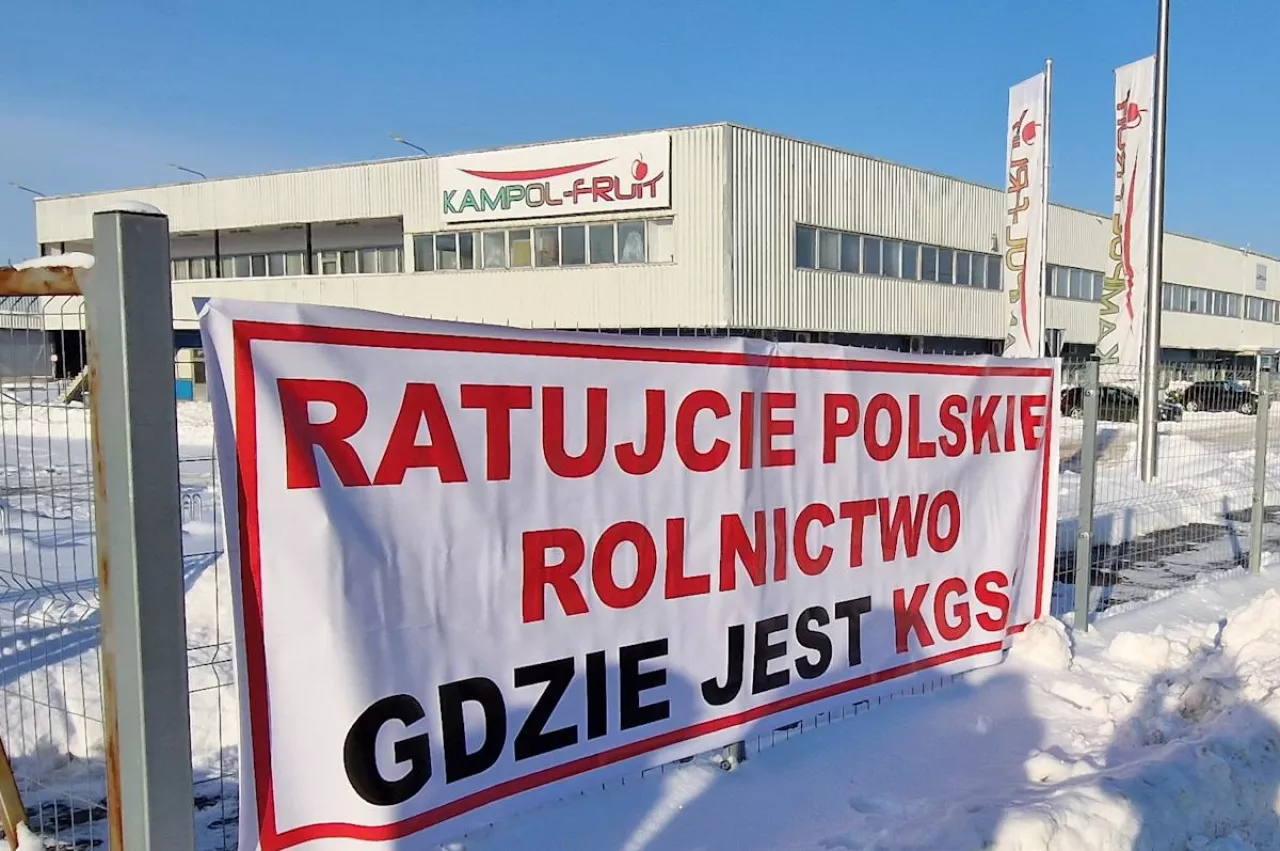 KAMPOL-FRUIT
RATUJCIE POLSKIE
ROLNICTWO
GDZIE JEST KGS